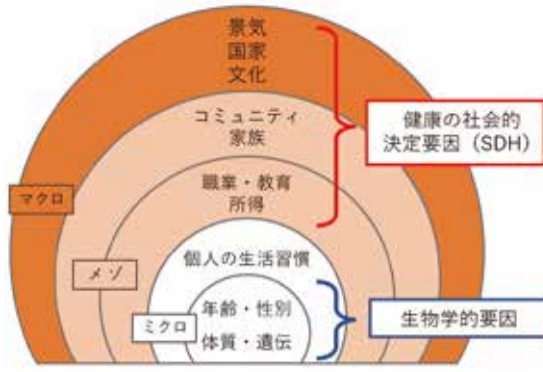 景気
国家
文化
コミュニティ
家族
健康の社会的
決定要因（SDH）
職業・教育
所得
マクロ
個人の生活習慣
メゾ
年齢・性別
生物学的要因
ミクロ
体質・遺伝